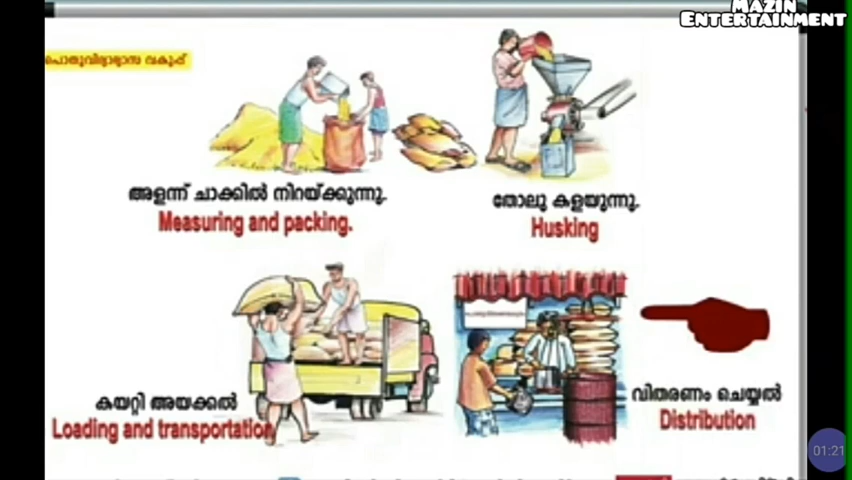 MAZIN
ENTERTAINMENT
പൊതുവിദ്യാഭ്യാസ വകുപ്പ്
അളന്ന് ചാക്കിൽ നിറയ്ക്കുന്നു.
Measuring and packing.
തോലു കളയുന്നു.
Husking
കയറ്റി അയക്കൽ
Loading and transportation
വിതരണം ചെയ്യൽ
Distribution
01:21